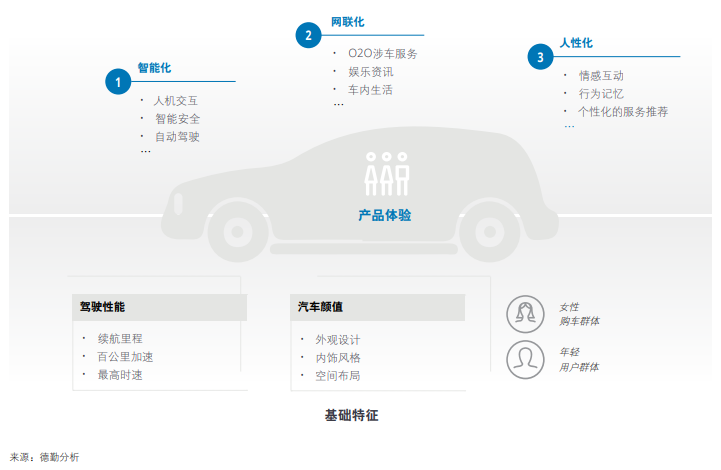 1
智能化
· 人机交互
· 智能安全
· 自动驾驶
...
2
网联化
· O2O涉车服务
· 娱乐资讯
· 车内生活
...
3
人性化
· 情感互动
· 行为记忆
· 个性化的服务推荐
...
产品体验
驾驶性能
· 续航里程
· 百公里加速
· 最高时速
汽车颜值
· 外观设计
· 内饰风格
· 空间布局
女性
购车群体
年轻
用户群体
基础特征
来源：德勤分析